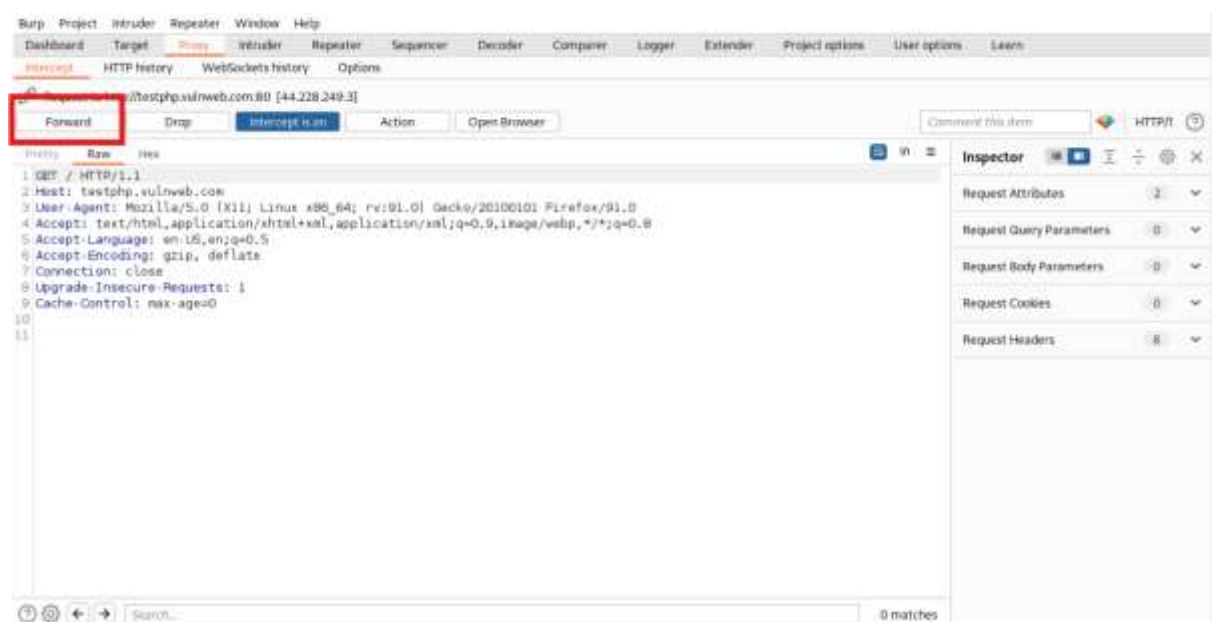 Burp Project Intruder Repeater Window Help
Dashboard Target Proxy Intruder Repeater Sequencer Decoder Comparer Logger Extender Project options User options Learn
Intercept HTTP history WebSockets history Options
Request to http://testphp.vulnweb.com:80 [44.228.249.3]
Forward Drop Intercept is on Action Open Browser Comment this item HTTP/1 ?
Pretty Raw Hex \n Inspector
1 GET / HTTP/1.1
2 Host: testphp.vulnweb.com
3 User-Agent: Mozilla/5.0 (X11; Linux x86_64; rv:91.0) Gecko/20100101 Firefox/91.0
4 Accept: text/html,application/xhtml+xml,application/xml;q=0.9,image/webp,*/*;q=0.8
5 Accept-Language: en-US,en;q=0.5
6 Accept-Encoding: gzip, deflate
7 Connection: close
8 Upgrade-Insecure-Requests: 1
9 Cache-Control: max-age=0
10
11
Request Attributes 2
Request Query Parameters 0
Request Body Parameters 0
Request Cookies 0
Request Headers 8
? Search... 0 matches